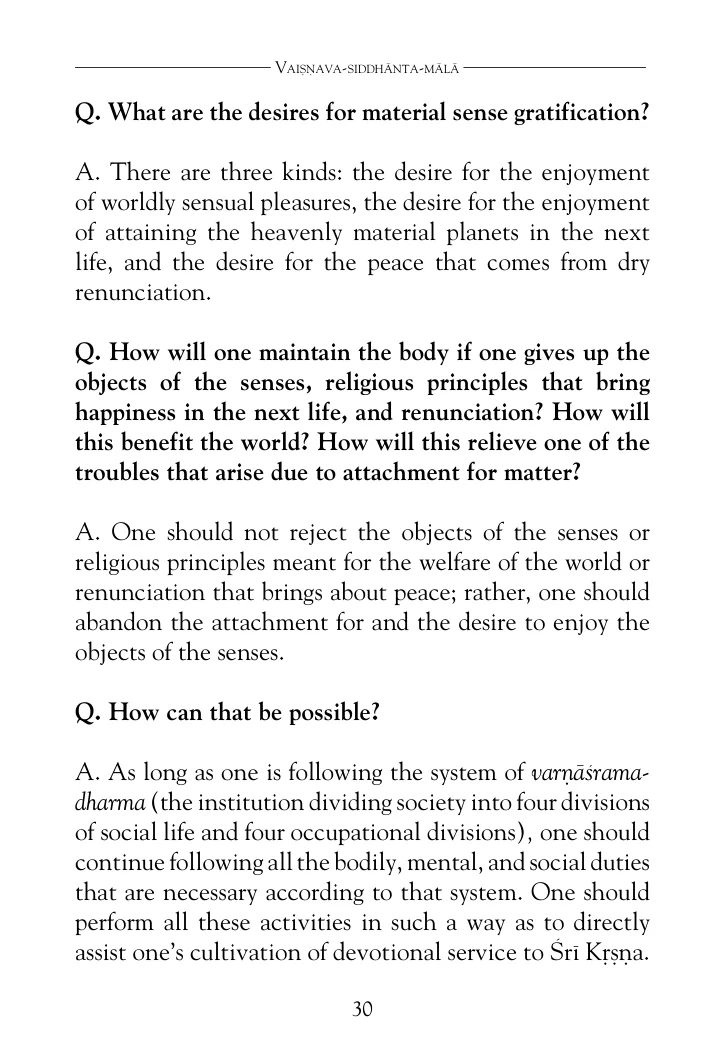 Vaiṣṇava-siddhānta-mālā
Q. What are the desires for material sense gratification?
A. There are three kinds: the desire for the enjoyment
of worldly sensual pleasures, the desire for the enjoyment
of attaining the heavenly material planets in the next
life, and the desire for the peace that comes from dry
renunciation.
Q. How will one maintain the body if one gives up the
objects of the senses, religious principles that bring
happiness in the next life, and renunciation? How will
this benefit the world? How will this relieve one of the
troubles that arise due to attachment for matter?
A. One should not reject the objects of the senses or
religious principles meant for the welfare of the world or
renunciation that brings about peace; rather, one should
abandon the attachment for and the desire to enjoy the
objects of the senses.
Q. How can that be possible?
A. As long as one is following the system of varṇāśrama-
dharma (the institution dividing society into four divisions
of social life and four occupational divisions), one should
continue following all the bodily, mental, and social duties
that are necessary according to that system. One should
perform all these activities in such a way as to directly
assist one’s cultivation of devotional service to Śrī Kṛṣṇa.
30